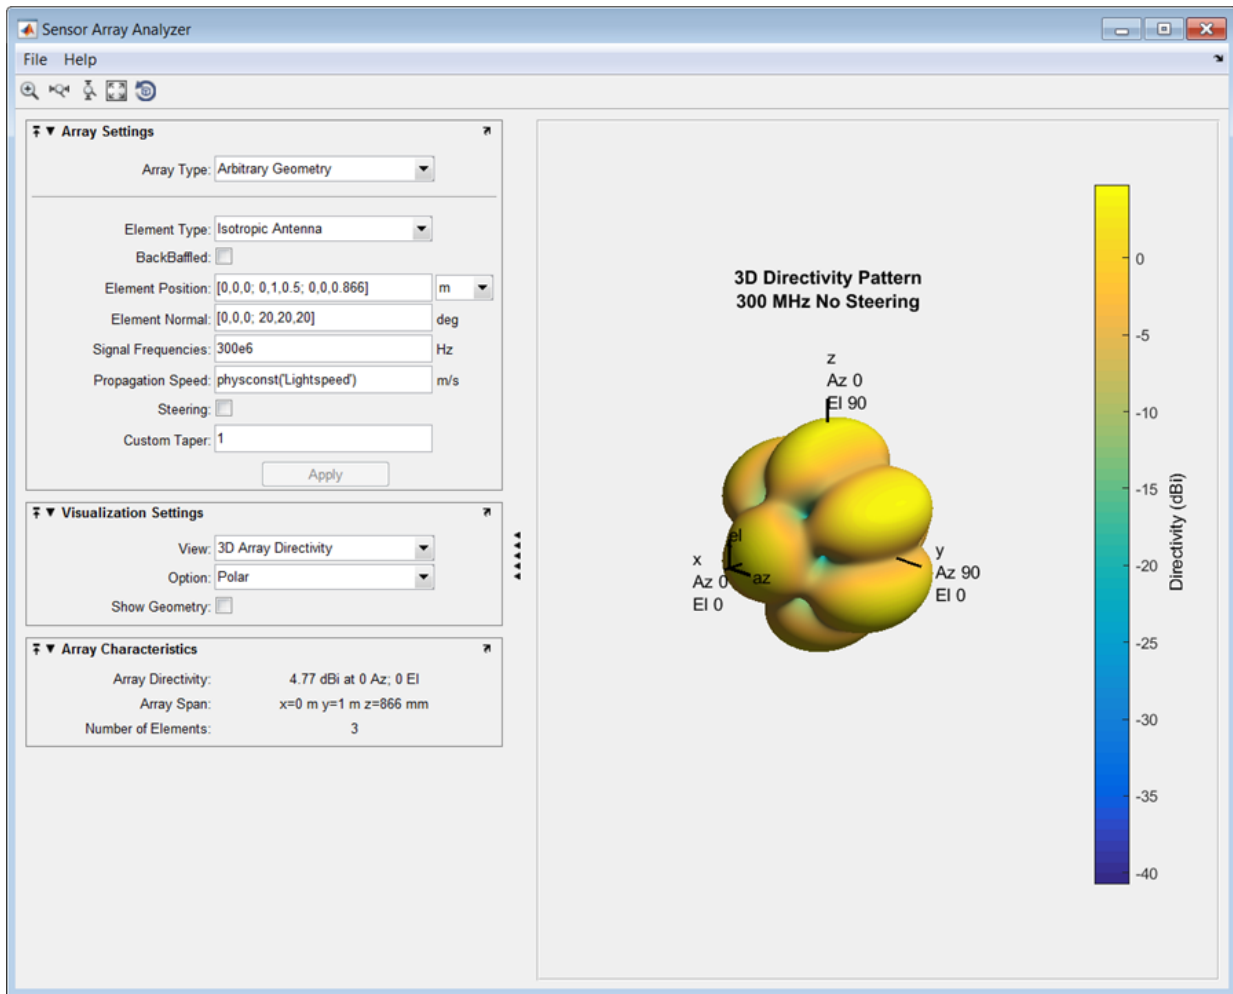 Sensor Array Analyzer
File Help
Array Settings
Array Type: Arbitrary Geometry
Element Type: Isotropic Antenna
BackBaffled:
Element Position: [0,0,0; 0,1,0.5; 0,0,0.866] m
Element Normal: [0,0,0; 20,20,20] deg
Signal Frequencies: 300e6 Hz
Propagation Speed: physconst('Lightspeed') m/s
Steering:
Custom Taper: 1
Apply
Visualization Settings
View: 3D Array Directivity
Option: Polar
Show Geometry:
Array Characteristics
Array Directivity: 4.77 dBi at 0 Az; 0 El
Array Span: x=0 m y=1 m z=866 mm
Number of Elements: 3
3D Directivity Pattern
300 MHz No Steering
z
Az 0
El 90
el
az
x
Az 0
El 0
y
Az 90
El 0
0
-5
-10
-15
-20
-25
-30
-35
-40
Directivity (dBi)